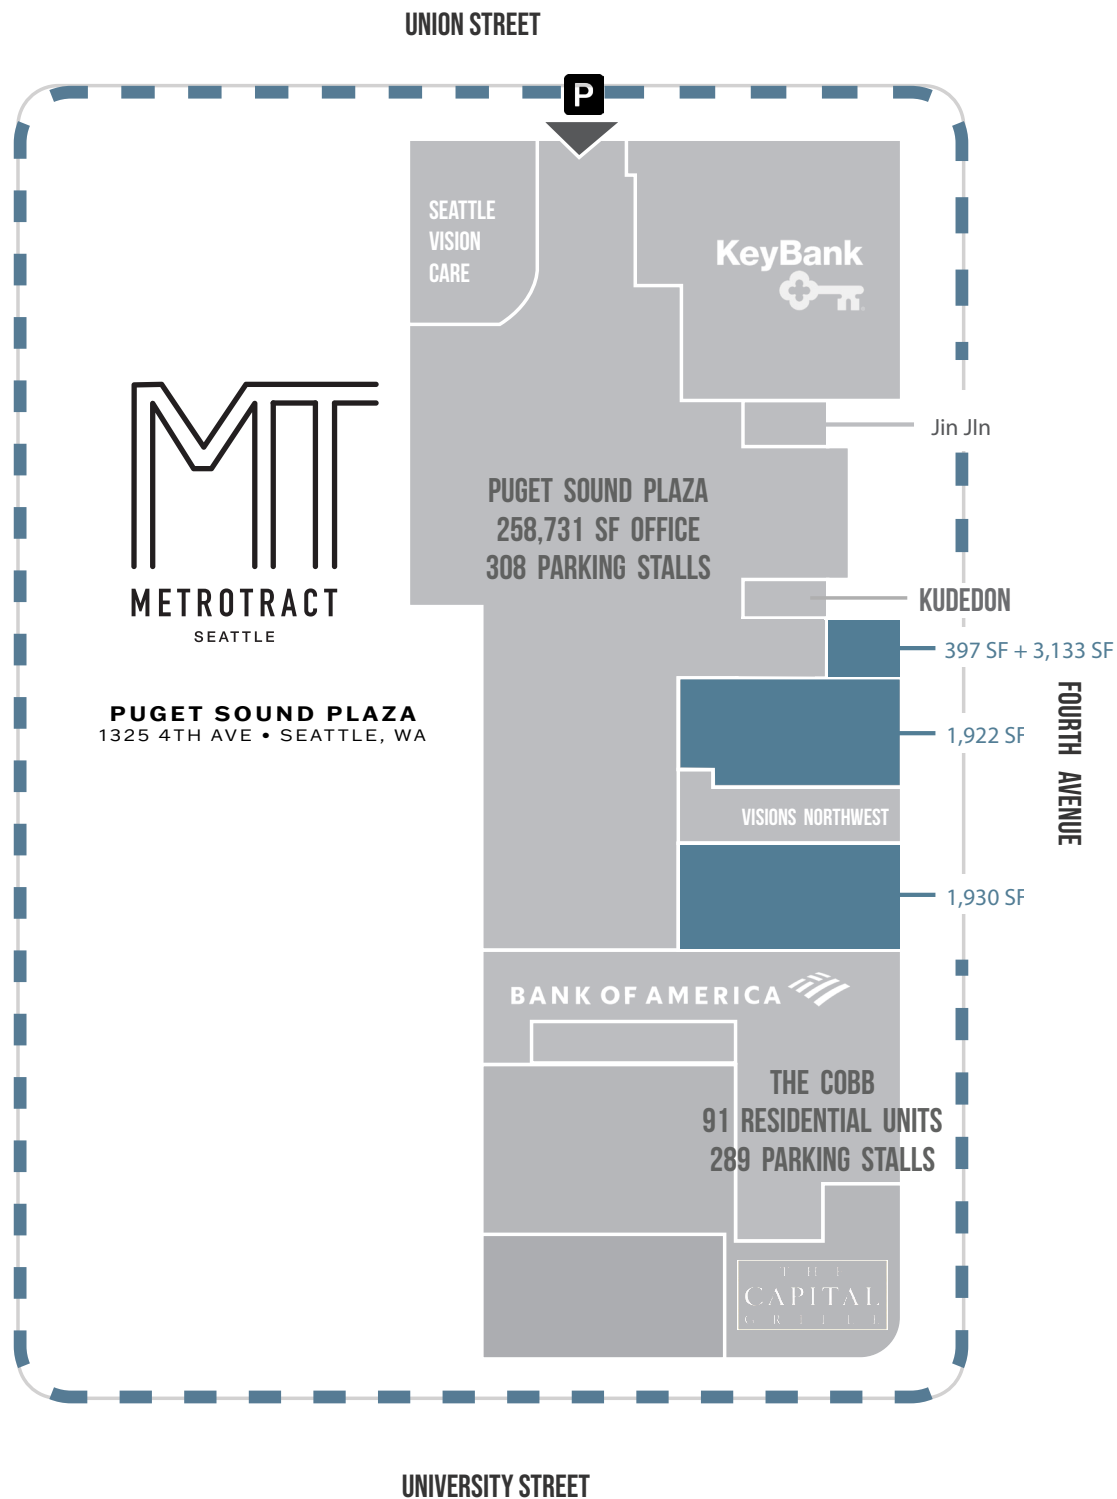 UNION STREET
P
SEATTLE
VISION
CARE
KeyBank
Jin JIn
PUGET SOUND PLAZA
258,731 SF OFFICE
308 PARKING STALLS
MT
METROTRACT
SEATTLE
KUDEDON
397 SF + 3,133 SF
PUGET SOUND PLAZA
1325 4TH AVE • SEATTLE, WA
1,922 SF
FOURTH AVENUE
VISIONS NORTHWEST
1,930 SF
BANK OF AMERICA
THE COBB
91 RESIDENTIAL UNITS
289 PARKING STALLS
THE
CAPITAL
GRILLE
UNIVERSITY STREET